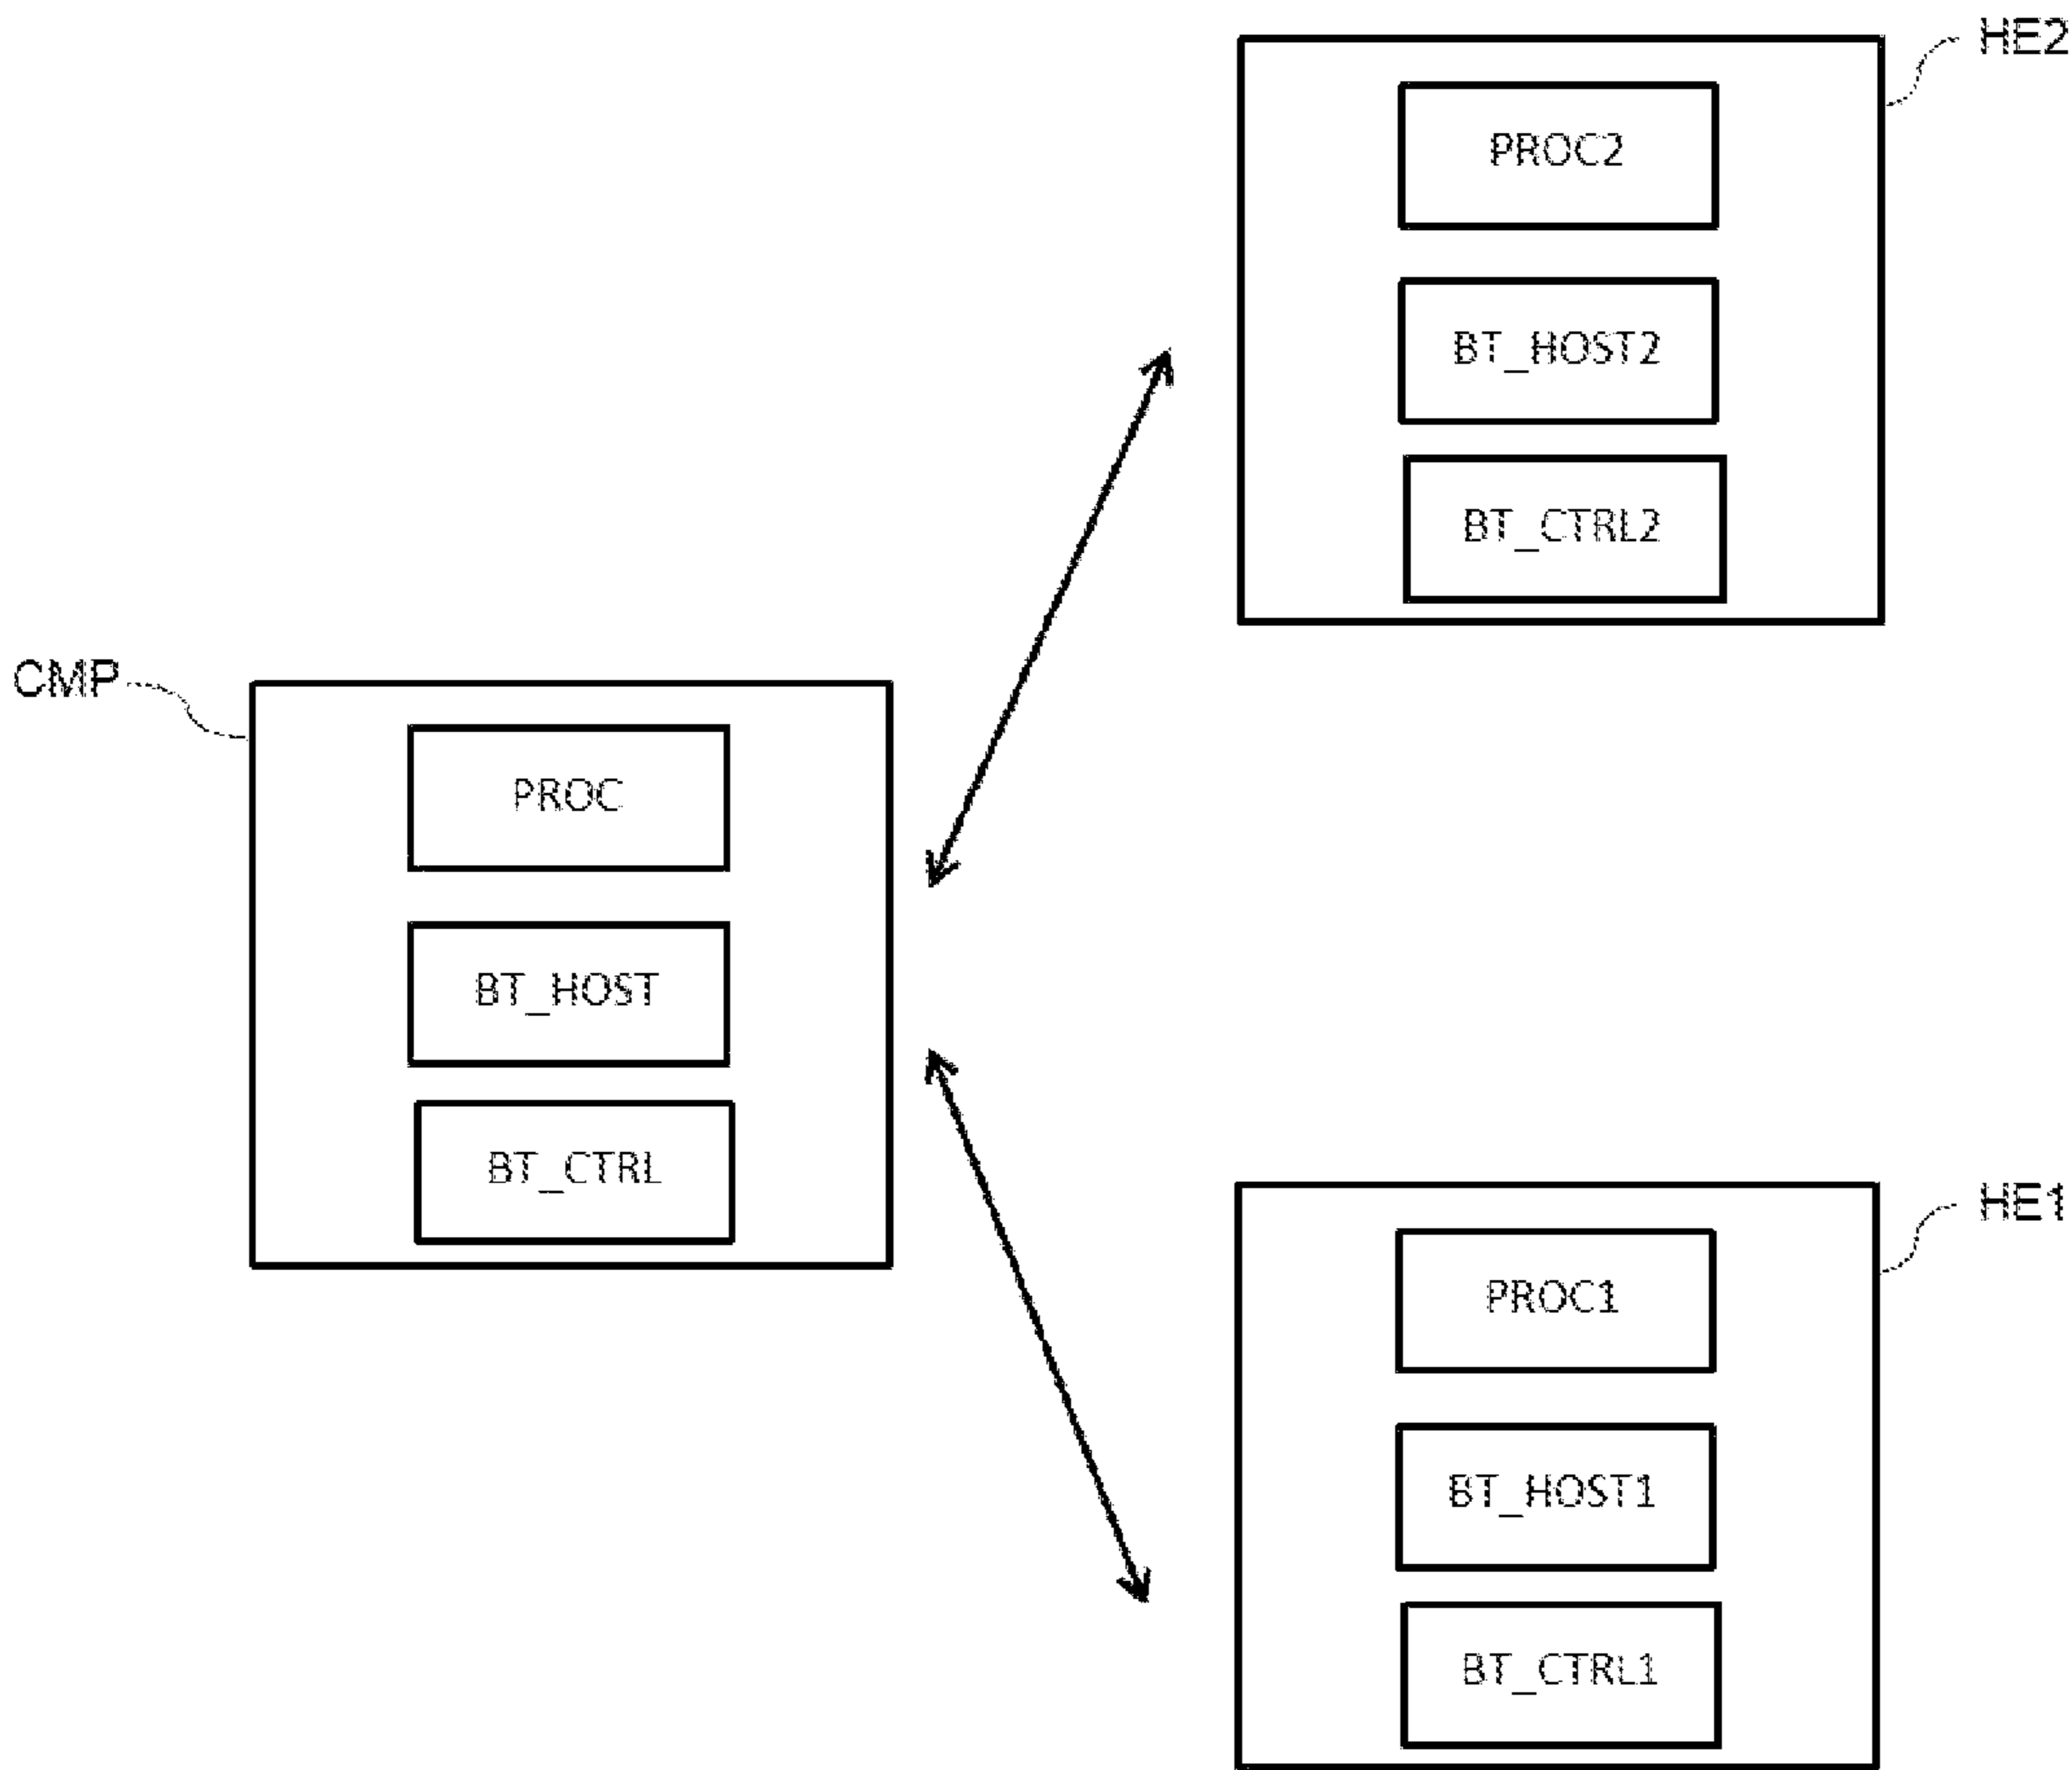 HE2
PROC2
BT_HOST2
BT_CTRL2
CMP
PROC
BT_HOST
BT_CTRL
HE1
PROC1
BT_HOST1
BT_CTRL1